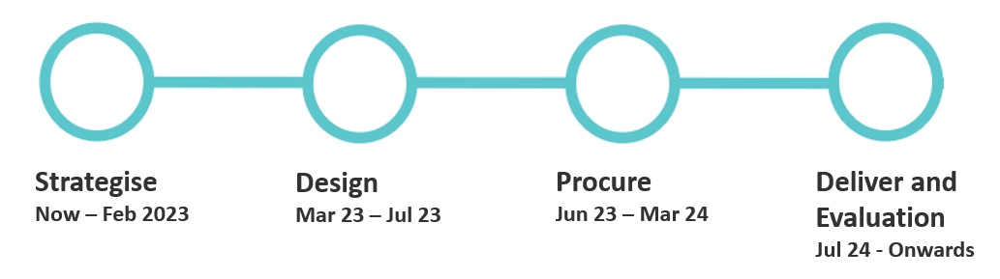 Strategise
Now – Feb 2023
Design
Mar 23 – Jul 23
Procure
Jun 23 – Mar 24
Deliver and
Evaluation
Jul 24 - Onwards